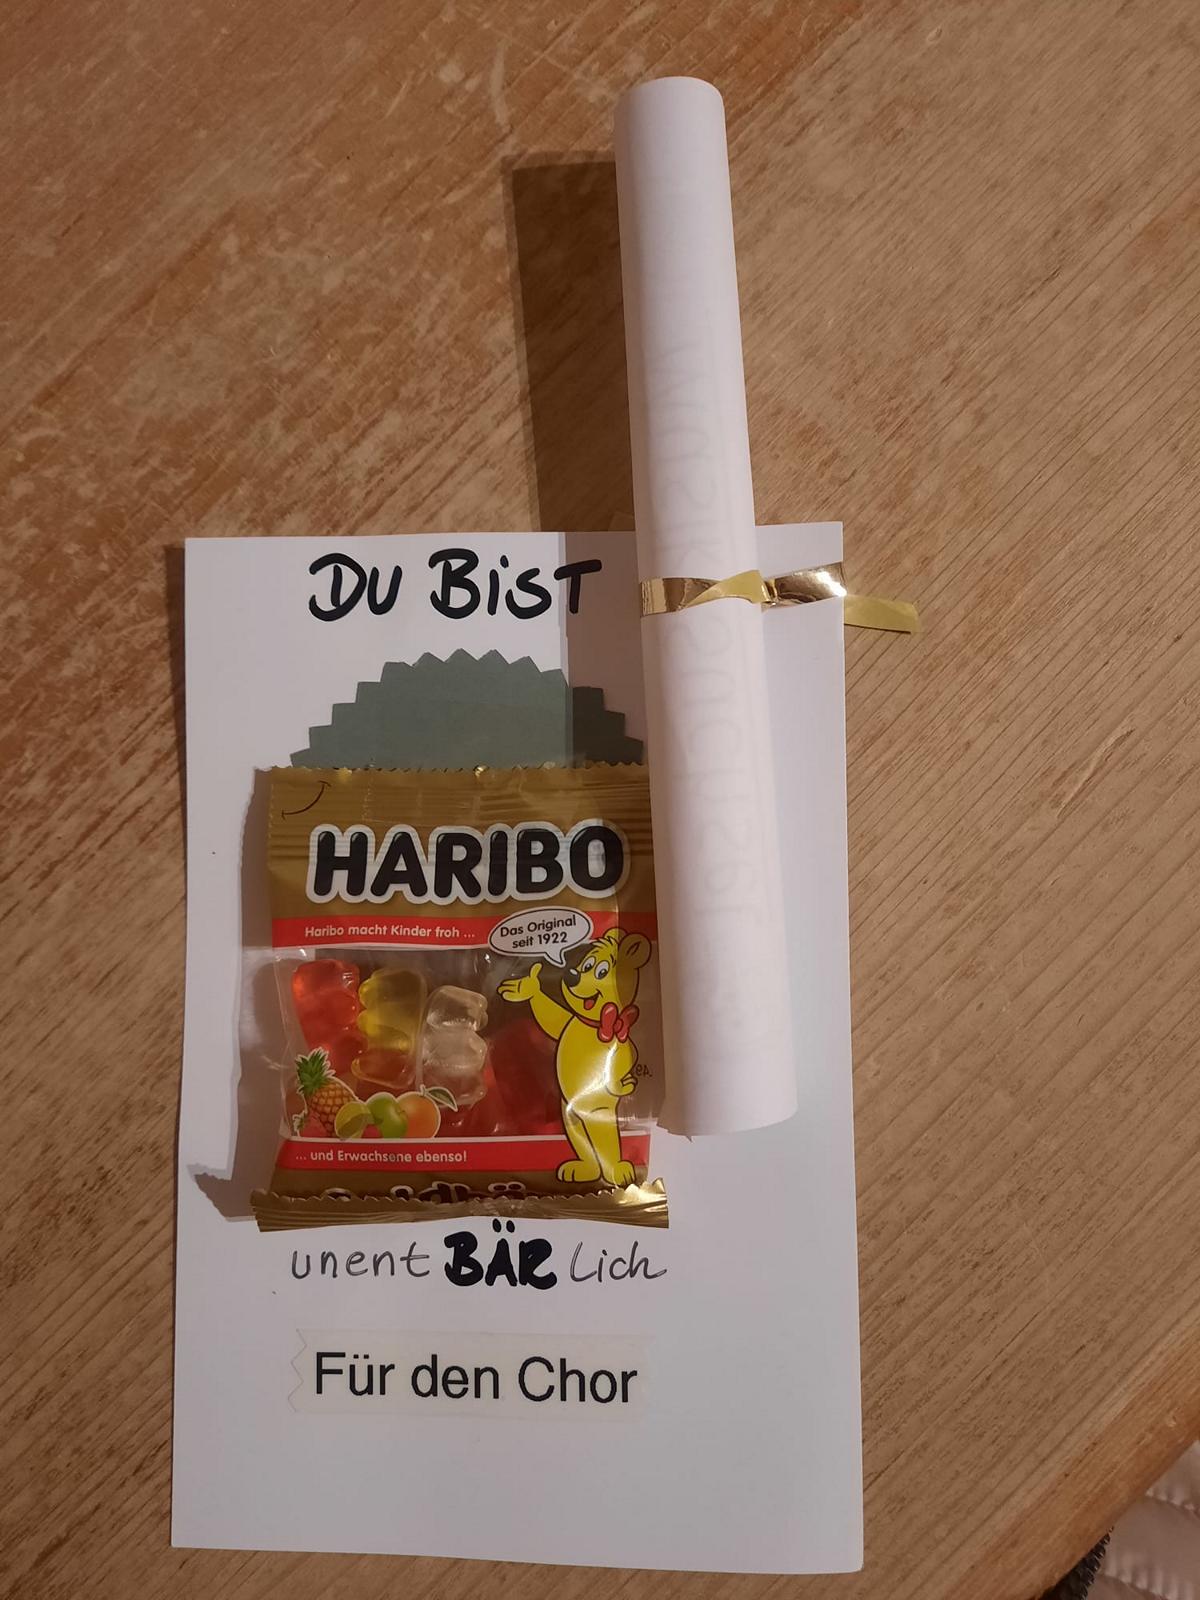 DU BIST
HARIBO
Haribo macht Kinder froh ...
Das Original
seit 1922
... und Erwachsene ebenso!
unent BÄR lich
Für den Chor